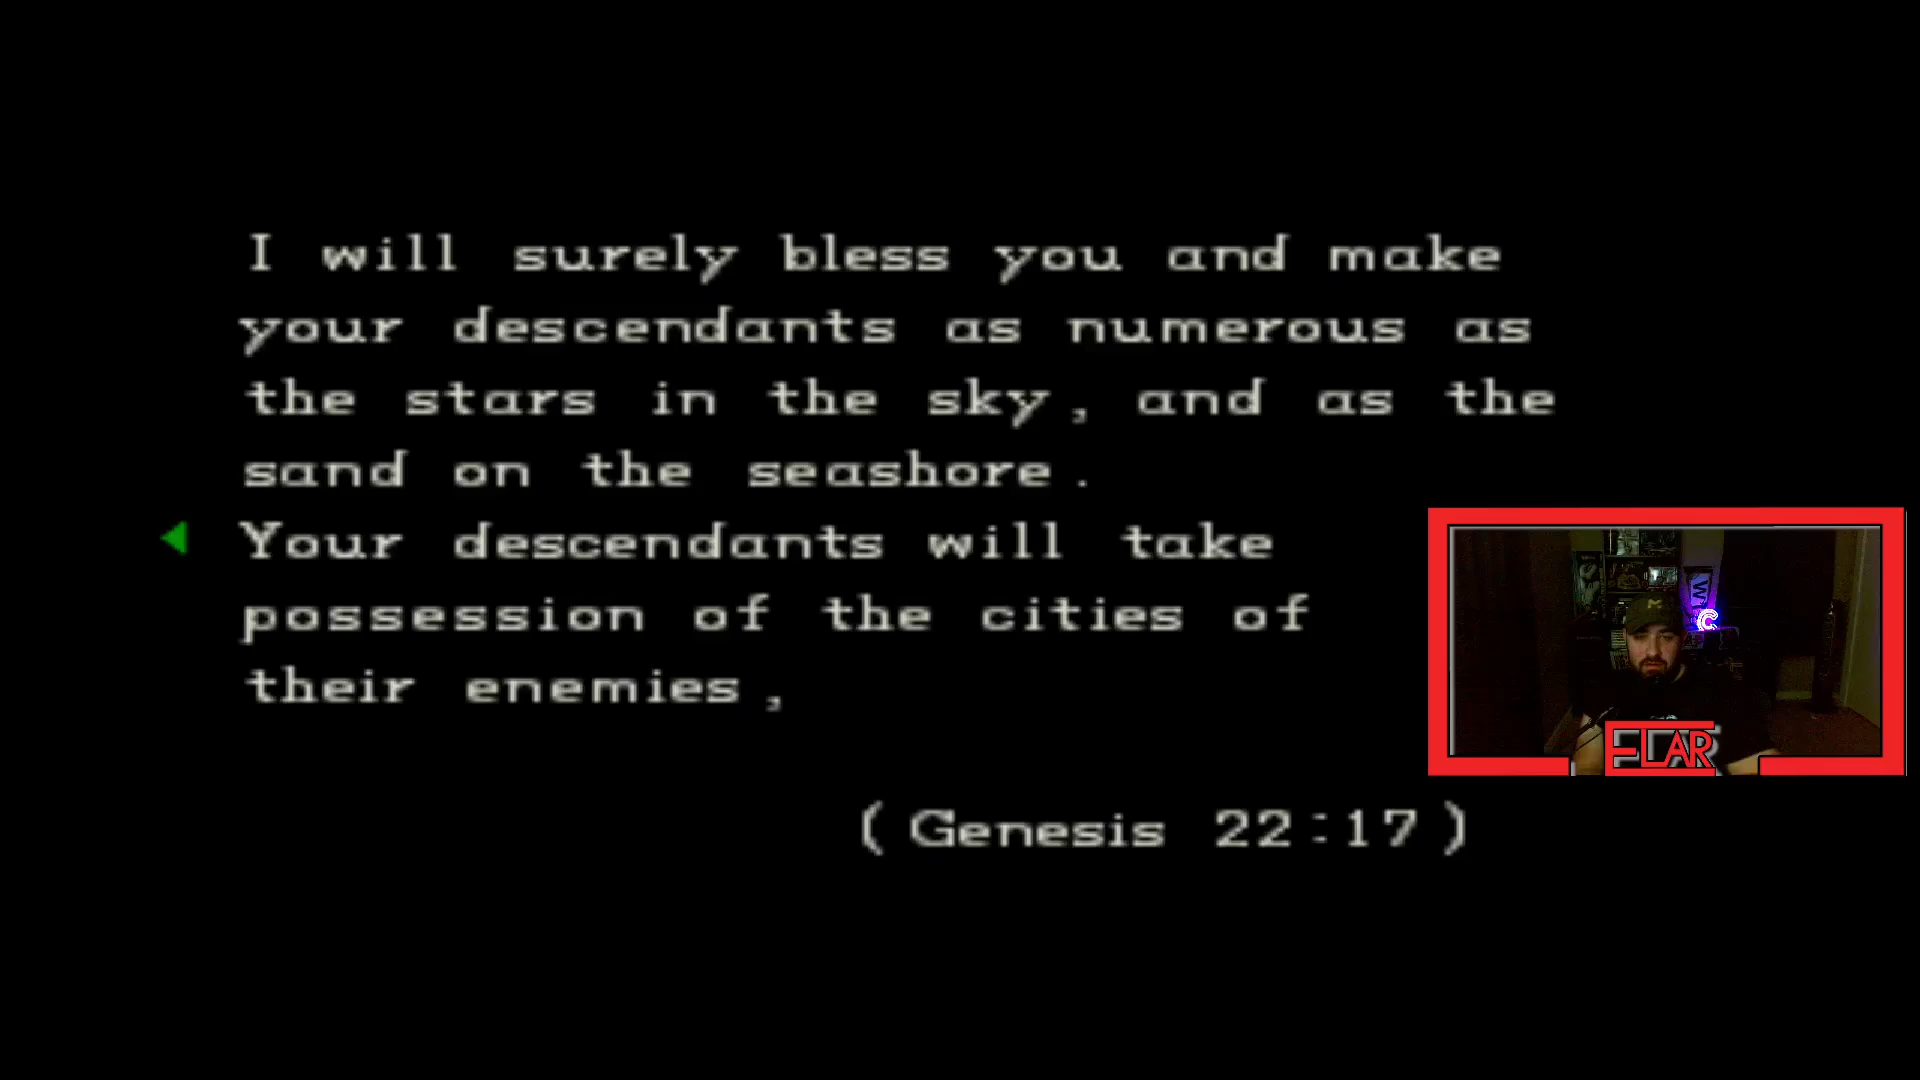 I will surely bless you and make
your descendants as numerous as
the stars in the sky, and as the
sand on the seashore.
Your descendants will take
possession of the cities of
their enemies,
(Genesis 22:17)
M
W
C